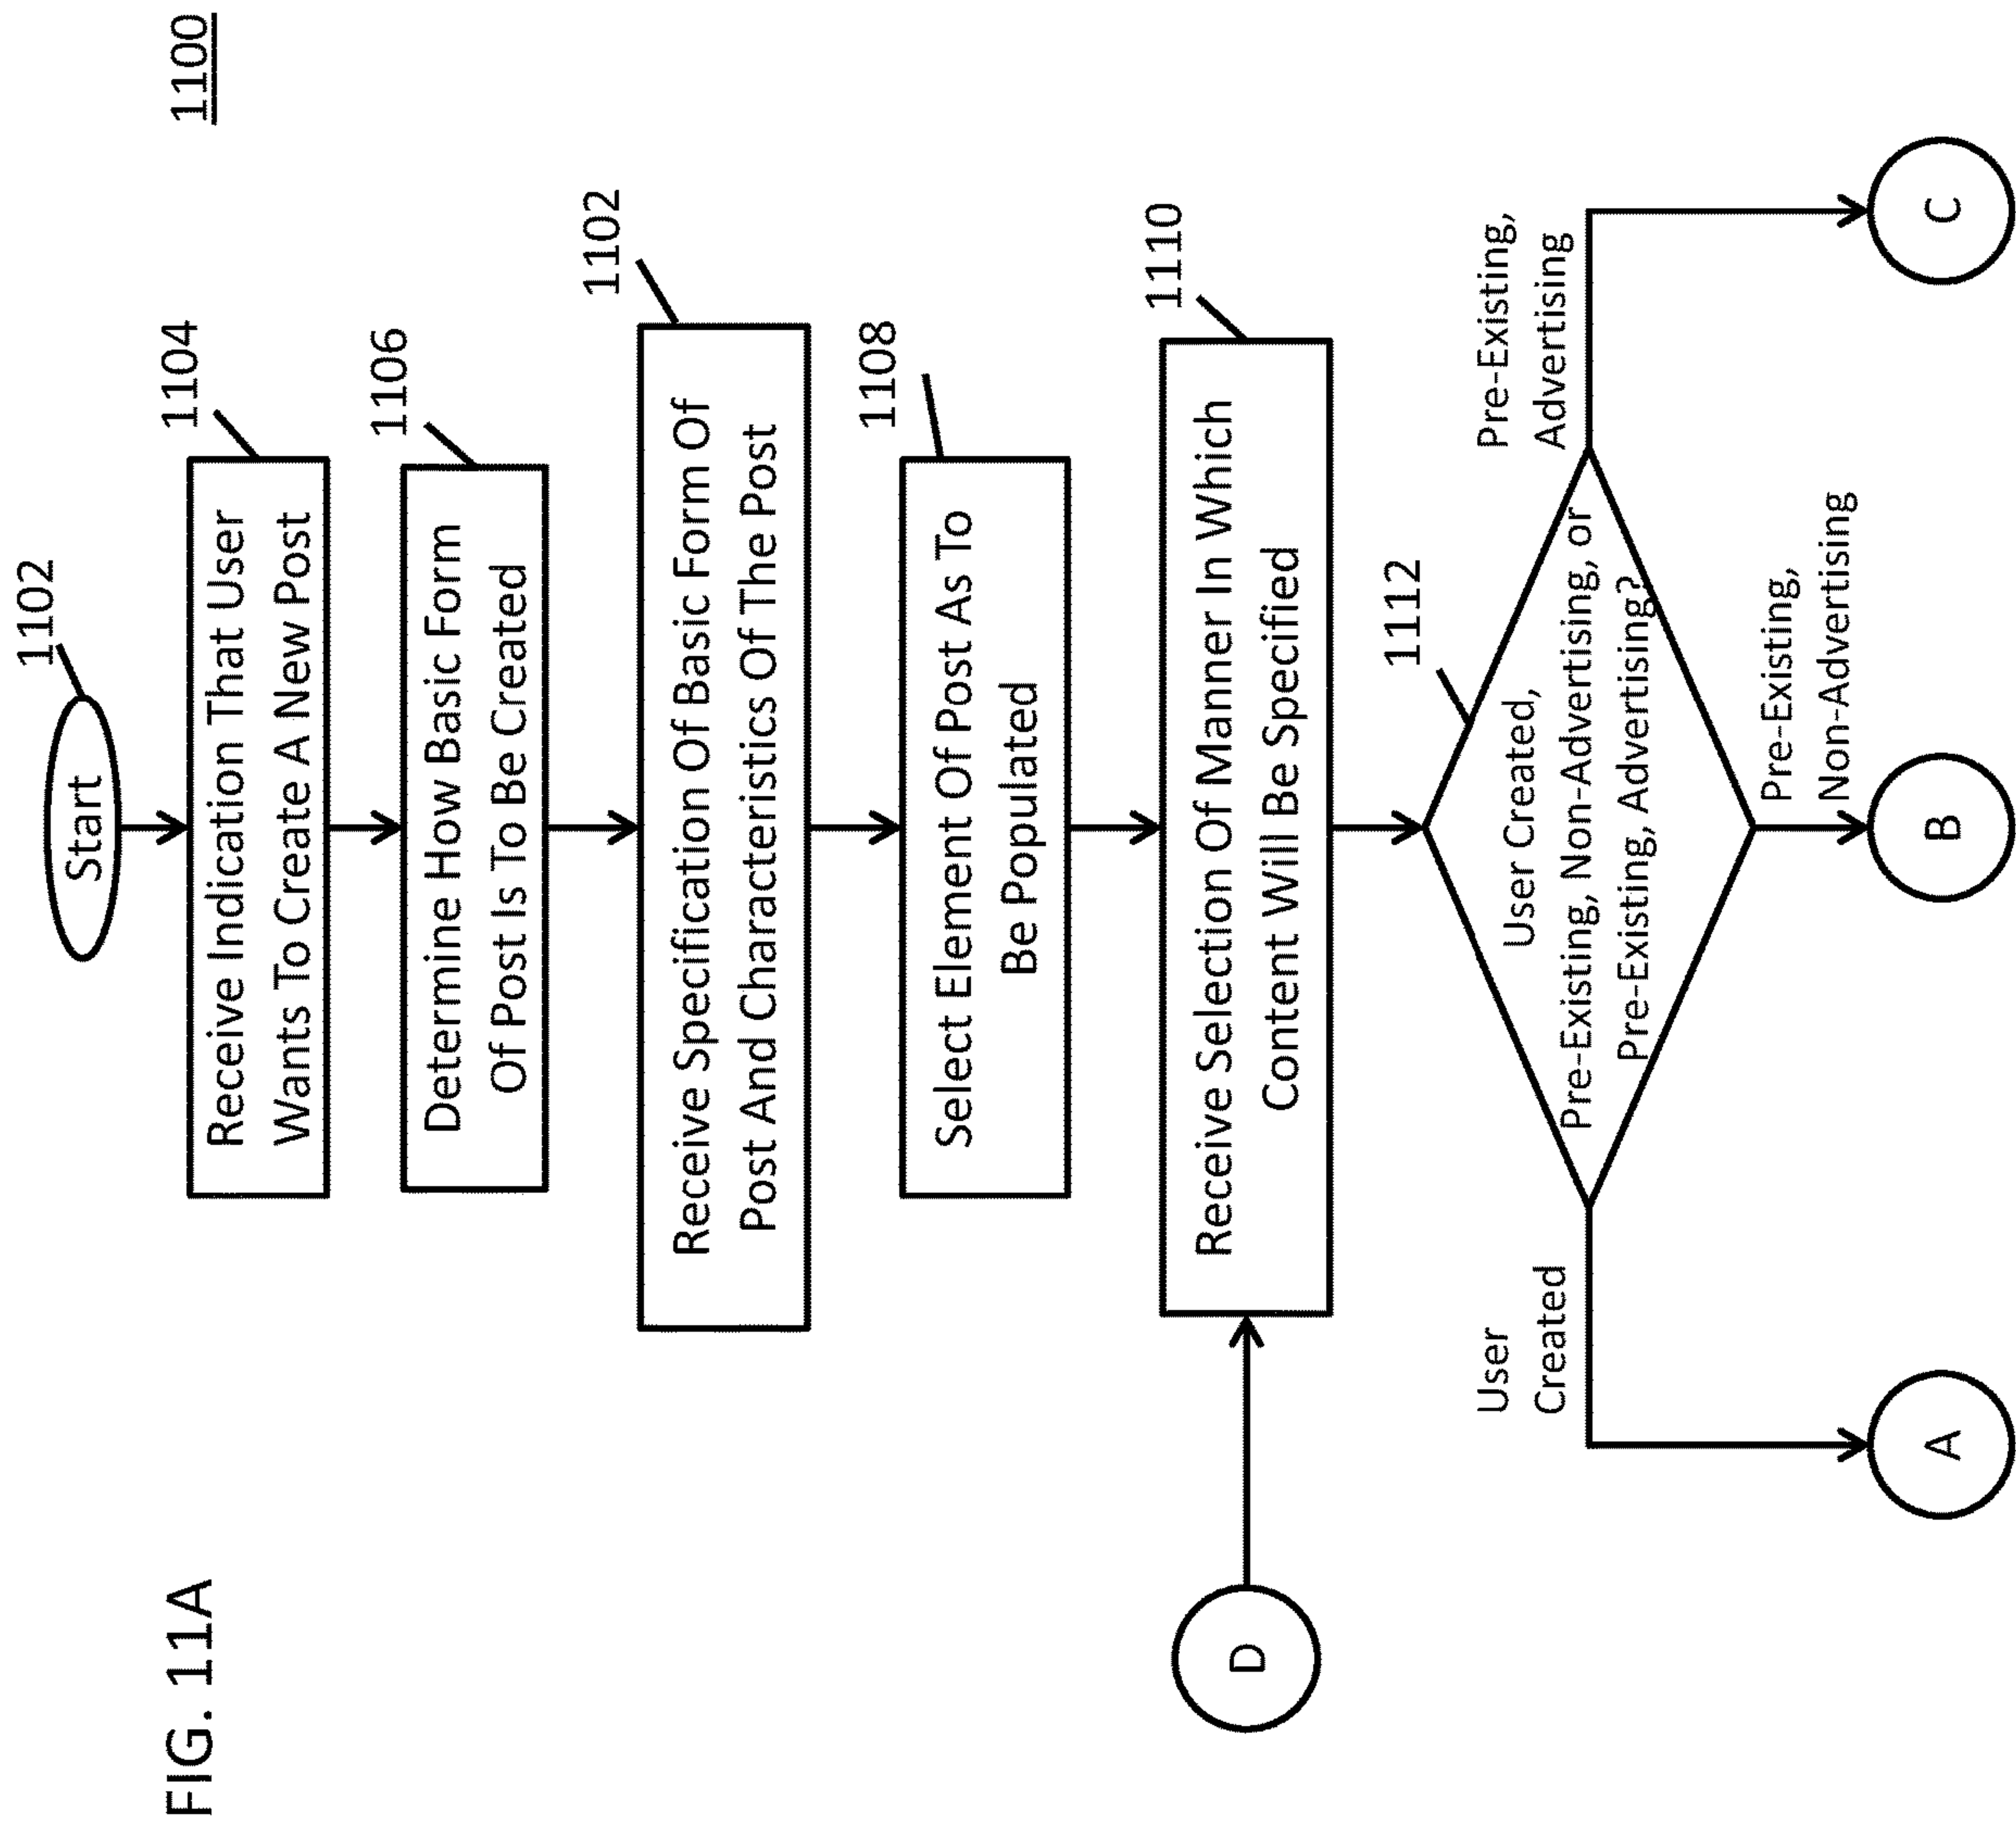 FIG. 11A
1100
1102
Start
1104
Receive Indication That User
Wants To Create A New Post
1106
Determine How Basic Form
Of Post Is To Be Created
1102
Receive Specification Of Basic Form Of
Post And Characteristics Of The Post
1108
Select Element Of Post As To
Be Populated
1110
D
Receive Selection Of Manner In Which
Content Will Be Specified
1112
User Created,
Pre-Existing, Non-Advertising, or
Pre-Existing, Advertising?
User
Created
Pre-Existing,
Non-Advertising
Pre-Existing,
Advertising
A
B
C